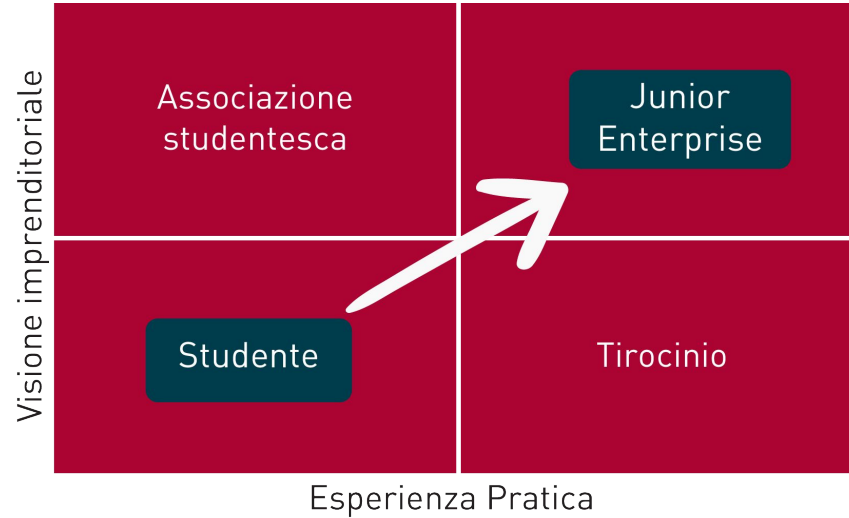 Visione imprenditoriale
Associazione
studentesca
Junior
Enterprise
Studente
Tirocinio
Esperienza Pratica